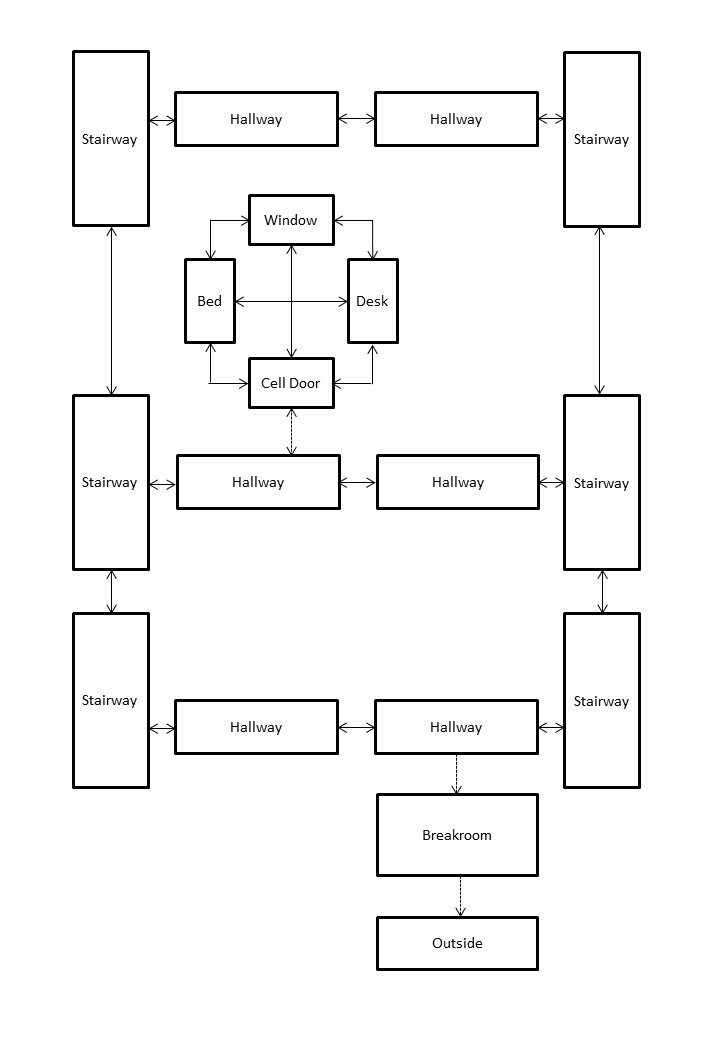 Stairway
Hallway
Hallway
Stairway
Window
Bed
Desk
Cell Door
Stairway
Hallway
Hallway
Stairway
Stairway
Hallway
Hallway
Stairway
Breakroom
Outside